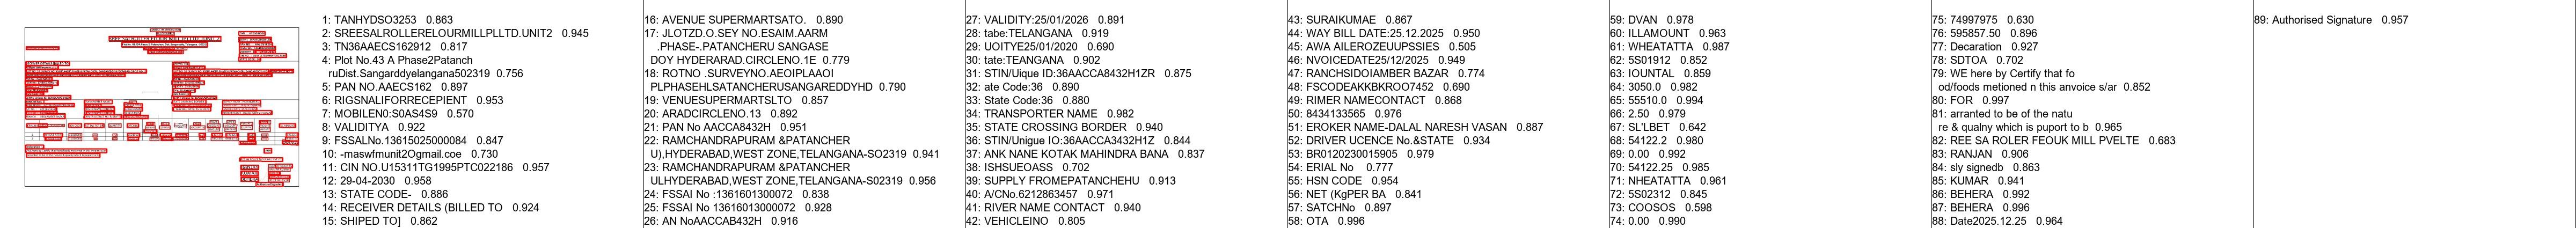 1: TANHYDSO3253 0.863
2: SREESALROLLERELOURMILLPLLTD.UNIT2 0.945
3: TN36AAECS162912 0.817
4: Plot No.43 A Phase2Patanch
ruDist.Sangarddyelangana502319 0.756
5: PAN NO.AAECS162 0.897
6: RIGSNALIFORRECEPIENT 0.953
7: MOBILEN0:S0AS4S9 0.570
8: VALIDITYA 0.922
9: FSSALNo.13615025000084 0.847
10: -maswfmunit2Ogmail.coe 0.730
11: CIN NO.U15311TG1995PTC022186 0.957
12: 29-04-2030 0.958
13: STATE CODE- 0.886
14: RECEIVER DETAILS (BILLED TO 0.924
15: SHIPED TO] 0.862
16: AVENUE SUPERMARTSATO. 0.890
17: JLOTZD.O.SEY NO.ESAIM.AARM
.PHASE-.PATANCHERU SANGASE
DOY HYDERARAD.CIRCLENO.1E 0.779
18: ROTNO .SURVEYNO.AEOIPLAAOI
PLPHASEHLSATANCHERUSANGAREDDYHD 0.790
19: VENUESUPERMARTSLTO 0.857
20: ARADCIRCLENO.13 0.892
21: PAN No AACCA8432H 0.951
22: RAMCHANDRAPURAM &PATANCHER
U),HYDERABAD,WEST ZONE,TELANGANA-SO2319 0.941
23: RAMCHANDRAPURAM &PATANCHER
ULHYDERABAD,WEST ZONE,TELANGANA-S02319 0.956
24: FSSAI No :1361601300072 0.838
25: FSSAI No 13616013000072 0.928
26: AN NoAACCAB432H 0.916
27: VALIDITY:25/01/2026 0.891
28: tabe:TELANGANA 0.919
29: UOITYE25/01/2020 0.690
30: tate:TEANGANA 0.902
31: STIN/Uique ID:36AACCA8432H1ZR 0.875
32: ate Code:36 0.890
33: State Code:36 0.880
34: TRANSPORTER NAME 0.982
35: STATE CROSSING BORDER 0.940
36: STIN/Unigue IO:36AACCA3432H1Z 0.844
37: ANK NANE KOTAK MAHINDRA BANA 0.837
38: ISHSUEOASS 0.702
39: SUPPLY FROMEPATANCHEHU 0.913
40: A/CNo.6212863457 0.971
41: RIVER NAME CONTACT 0.940
42: VEHICLEINO 0.805
43: SURAIKUMAE 0.867
44: WAY BILL DATE:25.12.2025 0.950
45: AWA AILEROZEUUPSSIES 0.505
46: NVOICEDATE25/12/2025 0.949
47: RANCHSIDOIAMBER BAZAR 0.774
48: FSCODEAKKBKROO7452 0.690
49: RIMER NAMECONTACT 0.868
50: 8434133565 0.976
51: EROKER NAME-DALAL NARESH VASAN 0.887
52: DRIVER UCENCE No.&STATE 0.934
53: BR0120230015905 0.979
54: ERIAL No 0.777
55: HSN CODE 0.954
56: NET (KgPER BA 0.841
57: SATCHNo 0.897
58: OTA 0.996
59: DVAN 0.978
60: ILLAMOUNT 0.963
61: WHEATATTA 0.987
62: 5S01912 0.852
63: IOUNTAL 0.859
64: 3050.0 0.982
65: 55510.0 0.994
66: 2.50 0.979
67: SL'LBET 0.642
68: 54122.2 0.980
69: 0.00 0.992
70: 54122.25 0.985
71: NHEATATTA 0.961
72: 5S02312 0.845
73: COOSOS 0.598
74: 0.00 0.990
75: 74997975 0.630
76: 595857.50 0.896
77: Decaration 0.927
78: SDTOA 0.702
79: WE here by Certify that fo
od/foods metioned n this anvoice s/ar 0.852
80: FOR 0.997
81: arranted to be of the natu
re & qualny which is puport to b 0.965
82: REE SA ROLER FEOUK MILL PVELTE 0.683
83: RANJAN 0.906
84: sly signedb 0.863
85: KUMAR 0.941
86: BEHERA 0.992
87: BEHERA 0.996
88: Date2025.12.25 0.964
89: Authorised Signature 0.957